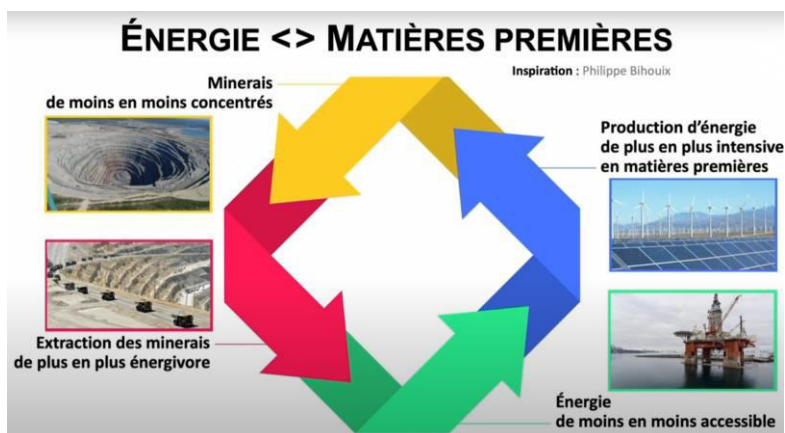 ÉNERGIE <> MATIÈRES PREMIÈRES
Inspiration : Philippe Bihouix
Minerais
de moins en moins concentrés
Production d’énergie
de plus en plus intensive
en matières premières
Extraction des minerais
de plus en plus énergivore
Énergie
de moins en moins accessible